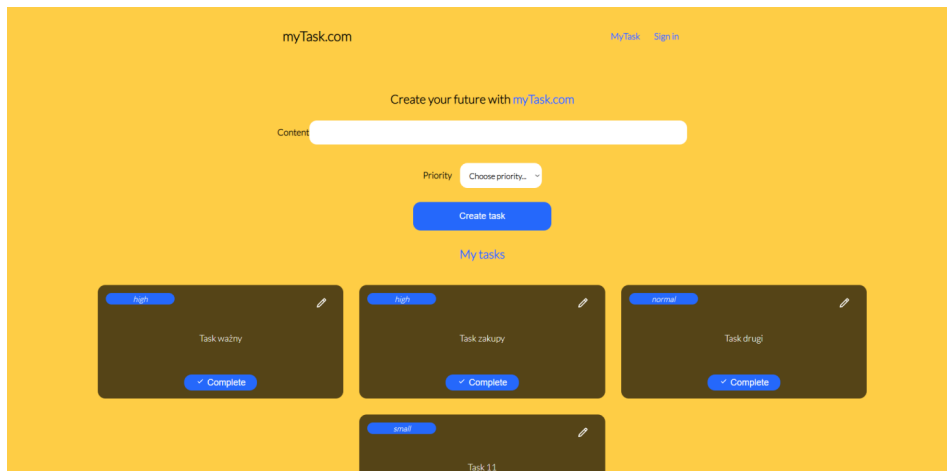 myTask.com
MyTask Sign in
Create your future with myTask.com
Content
Priority Choose priority...
Create task
My tasks
high
Task ważny
Complete
high
Task zakupy
Complete
normal
Task drugi
Complete
small
Task 11